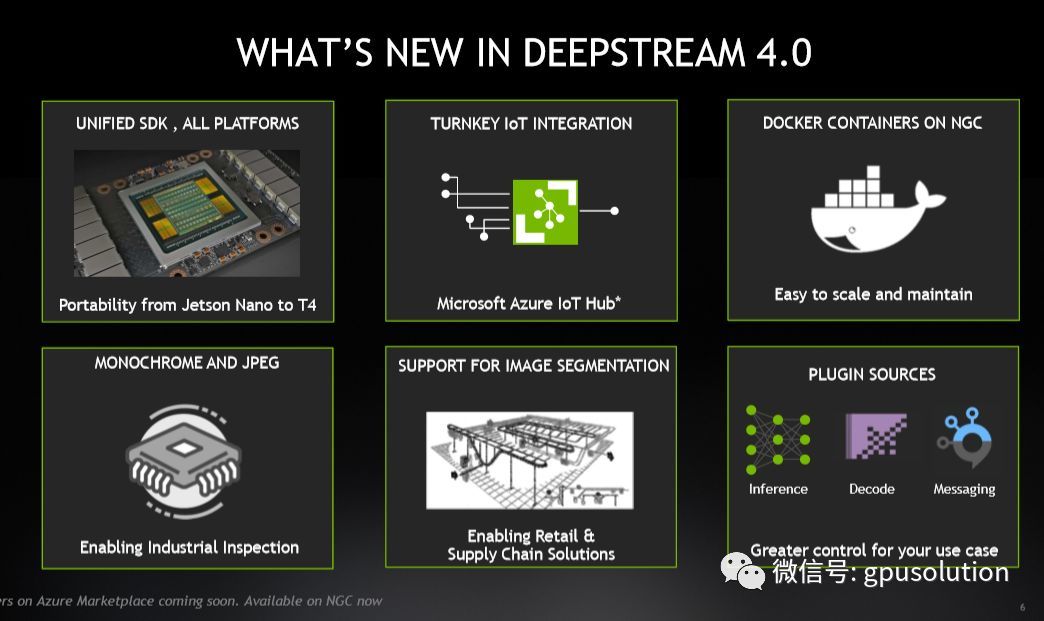 WHAT'S NEW IN DEEPSTREAM 4.0
UNIFIED SDK , ALL PLATFORMS
Portability from Jetson Nano to T4
TURNKEY IoT INTEGRATION
Microsoft Azure IoT Hub*
DOCKER CONTAINERS ON NGC
Easy to scale and maintain
MONOCHROME AND JPEG
Enabling Industrial Inspection
SUPPORT FOR IMAGE SEGMENTATION
Enabling Retail &
Supply Chain Solutions
PLUGIN SOURCES
Inference Decode Messaging
Greater control for your use case
微信号: gpusolution
ers on Azure Marketplace coming soon. Available on NGC now
6